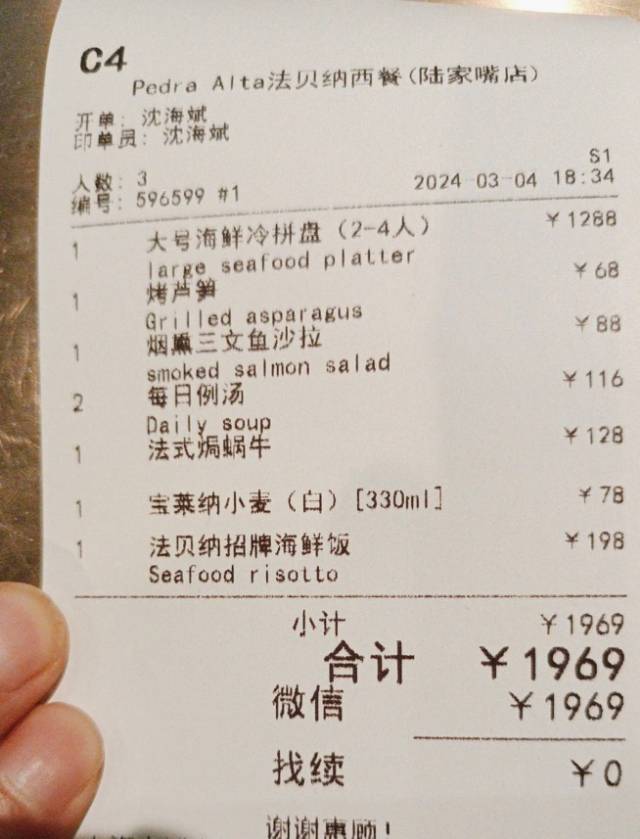 C4
Pedra Alta法贝纳西餐(陆家嘴店)
开单: 沈海斌
印单员: 沈海斌
S1
人数: 3
2024-03-04 18:34
编号: 596599 #1
1 大号海鲜冷拼盘（2-4人） ￥1288
large seafood platter
1 烤芦笋 ￥68
Grilled asparagus
1 烟熏三文鱼沙拉 ￥88
smoked salmon salad
2 每日例汤 ￥116
Daily soup
1 法式焗蜗牛 ￥128
1 宝莱纳小麦（白）[330ml] ￥78
1 法贝纳招牌海鲜饭 ￥198
Seafood risotto
小计 ￥1969
合计 ￥1969
微信 ￥1969
找续 ￥0
谢谢惠顾!